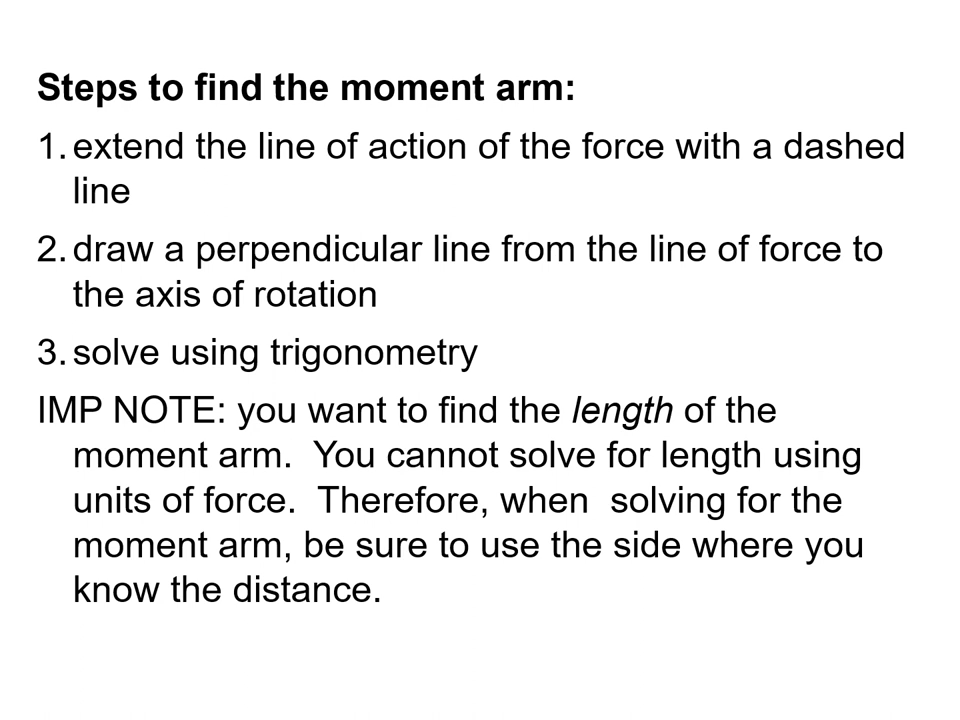 Steps to find the moment arm:
1. extend the line of action of the force with a dashed
line
2. draw a perpendicular line from the line of force to
the axis of rotation
3. solve using trigonometry
IMP NOTE: you want to find the length of the
moment arm.  You cannot solve for length using
units of force.  Therefore, when  solving for the
moment arm, be sure to use the side where you
know the distance.